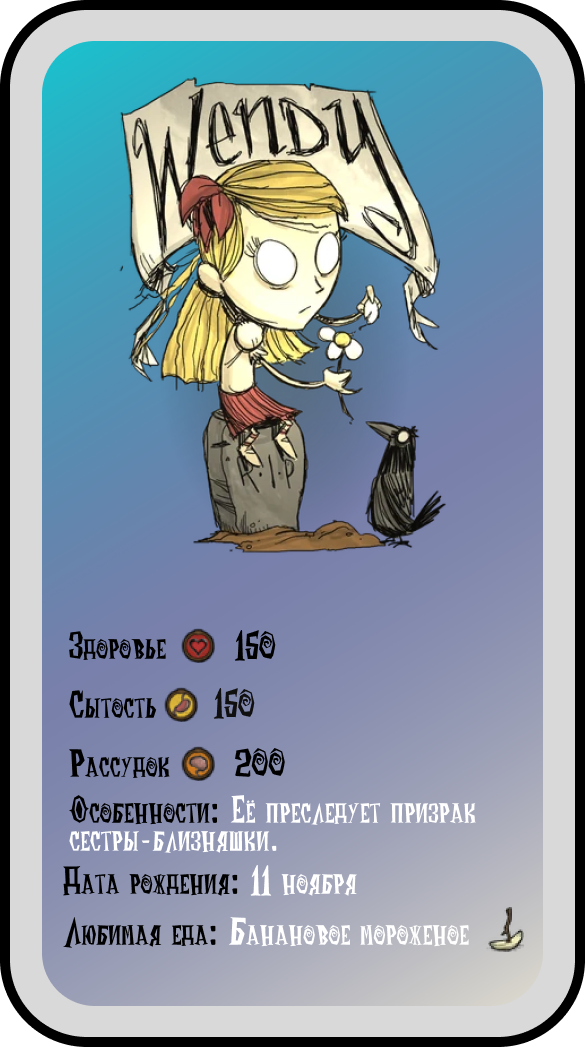 Wendy
R.I.P
Здоровье 150
Сытость 150
Рассудок 200
Особенности: Её преследует призрак
сестры-близняшки.
Дата рождения: 11 ноября
Любимая еда: Банановое мороженое